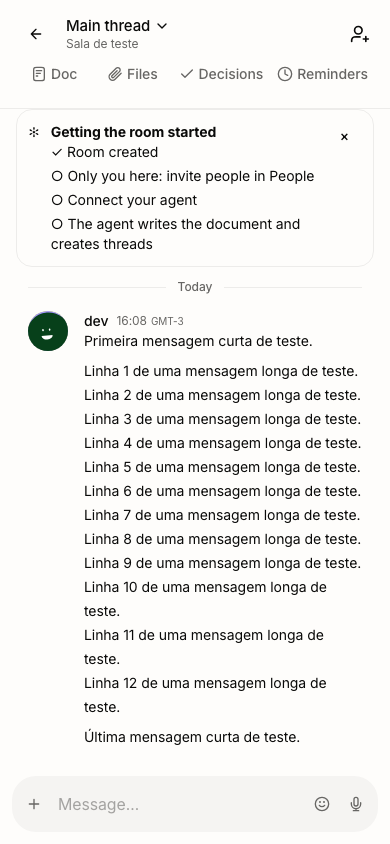 Main thread
Sala de teste
Doc
Files
Decisions
Reminders
Getting the room started
✓ Room created
○ Only you here: invite people in People
○ Connect your agent
○ The agent writes the document and
creates threads
Today
dev 16:08 GMT-3
Primeira mensagem curta de teste.
Linha 1 de uma mensagem longa de teste.
Linha 2 de uma mensagem longa de teste.
Linha 3 de uma mensagem longa de teste.
Linha 4 de uma mensagem longa de teste.
Linha 5 de uma mensagem longa de teste.
Linha 6 de uma mensagem longa de teste.
Linha 7 de uma mensagem longa de teste.
Linha 8 de uma mensagem longa de teste.
Linha 9 de uma mensagem longa de teste.
Linha 10 de uma mensagem longa de
teste.
Linha 11 de uma mensagem longa de
teste.
Linha 12 de uma mensagem longa de
teste.
Última mensagem curta de teste.
Message...